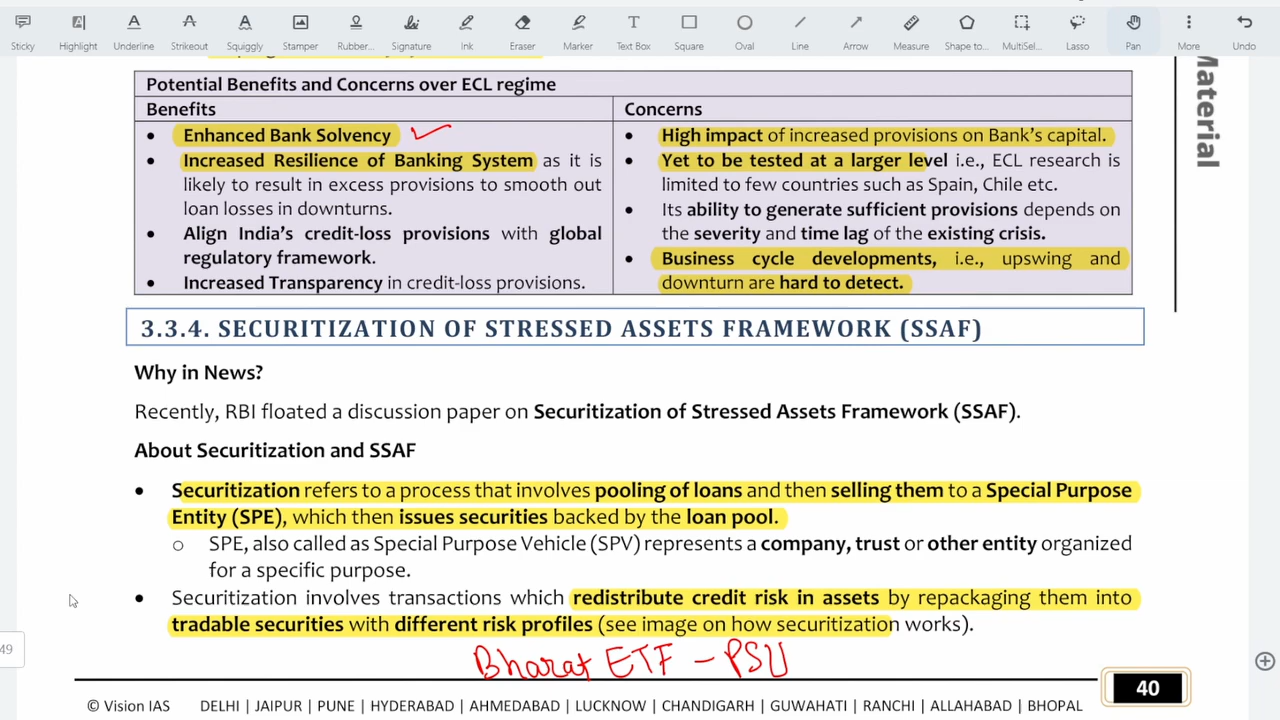 Sticky Highlight Underline Strikeout Squiggly Stamper Rubber... Signature Ink Eraser Marker Text Box Square Oval Line Arrow Measure Shape to... MultiSel... Lasso Pan More Undo
Material
Potential Benefits and Concerns over ECL regime
Benefits
• Enhanced Bank Solvency
• Increased Resilience of Banking System as it is
likely to result in excess provisions to smooth out
loan losses in downturns.
• Align India's credit-loss provisions with global
regulatory framework.
• Increased Transparency in credit-loss provisions.
Concerns
• High impact of increased provisions on Bank's capital.
• Yet to be tested at a larger level i.e., ECL research is
limited to few countries such as Spain, Chile etc.
• Its ability to generate sufficient provisions depends on
the severity and time lag of the existing crisis.
• Business cycle developments, i.e., upswing and
downturn are hard to detect.
3.3.4. SECURITIZATION OF STRESSED ASSETS FRAMEWORK (SSAF)
Why in News?
Recently, RBI floated a discussion paper on Securitization of Stressed Assets Framework (SSAF).
About Securitization and SSAF
• Securitization refers to a process that involves pooling of loans and then selling them to a Special Purpose
Entity (SPE), which then issues securities backed by the loan pool.
o SPE, also called as Special Purpose Vehicle (SPV) represents a company, trust or other entity organized
for a specific purpose.
• Securitization involves transactions which redistribute credit risk in assets by repackaging them into
tradable securities with different risk profiles (see image on how securitization works).
Bharat ETF - PSU
49
40
© Vision IAS DELHI | JAIPUR | PUNE | HYDERABAD | AHMEDABAD | LUCKNOW | CHANDIGARH | GUWAHATI | RANCHI | ALLAHABAD | BHOPAL